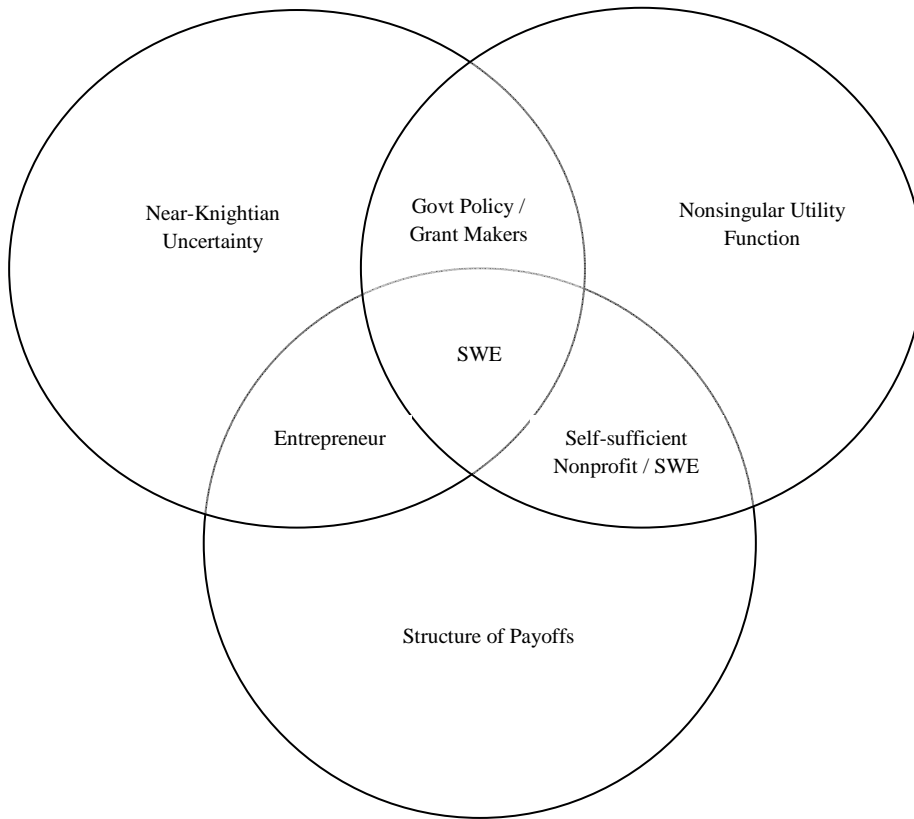 Near-Knightian
Uncertainty
Govt Policy /
Grant Makers
Nonsingular Utility
Function
SWE
Entrepreneur
Self-sufficient
Nonprofit / SWE
Structure of Payoffs